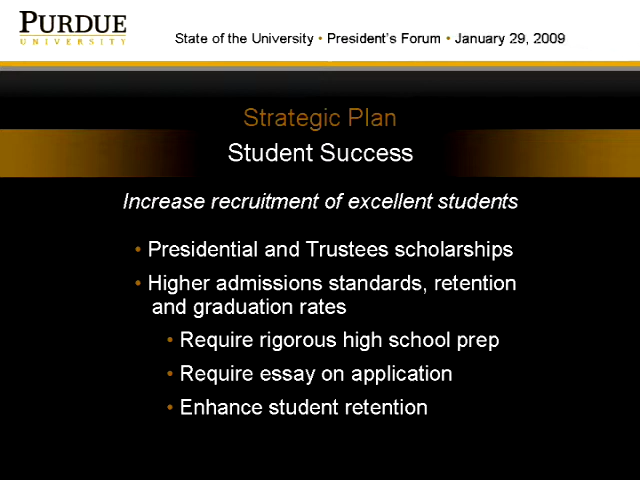 PURDUE
UNIVERSITY
State of the University • President's Forum • January 29, 2009
Strategic Plan
Student Success
Increase recruitment of excellent students
• Presidential and Trustees scholarships
• Higher admissions standards, retention
and graduation rates
• Require rigorous high school prep
• Require essay on application
• Enhance student retention